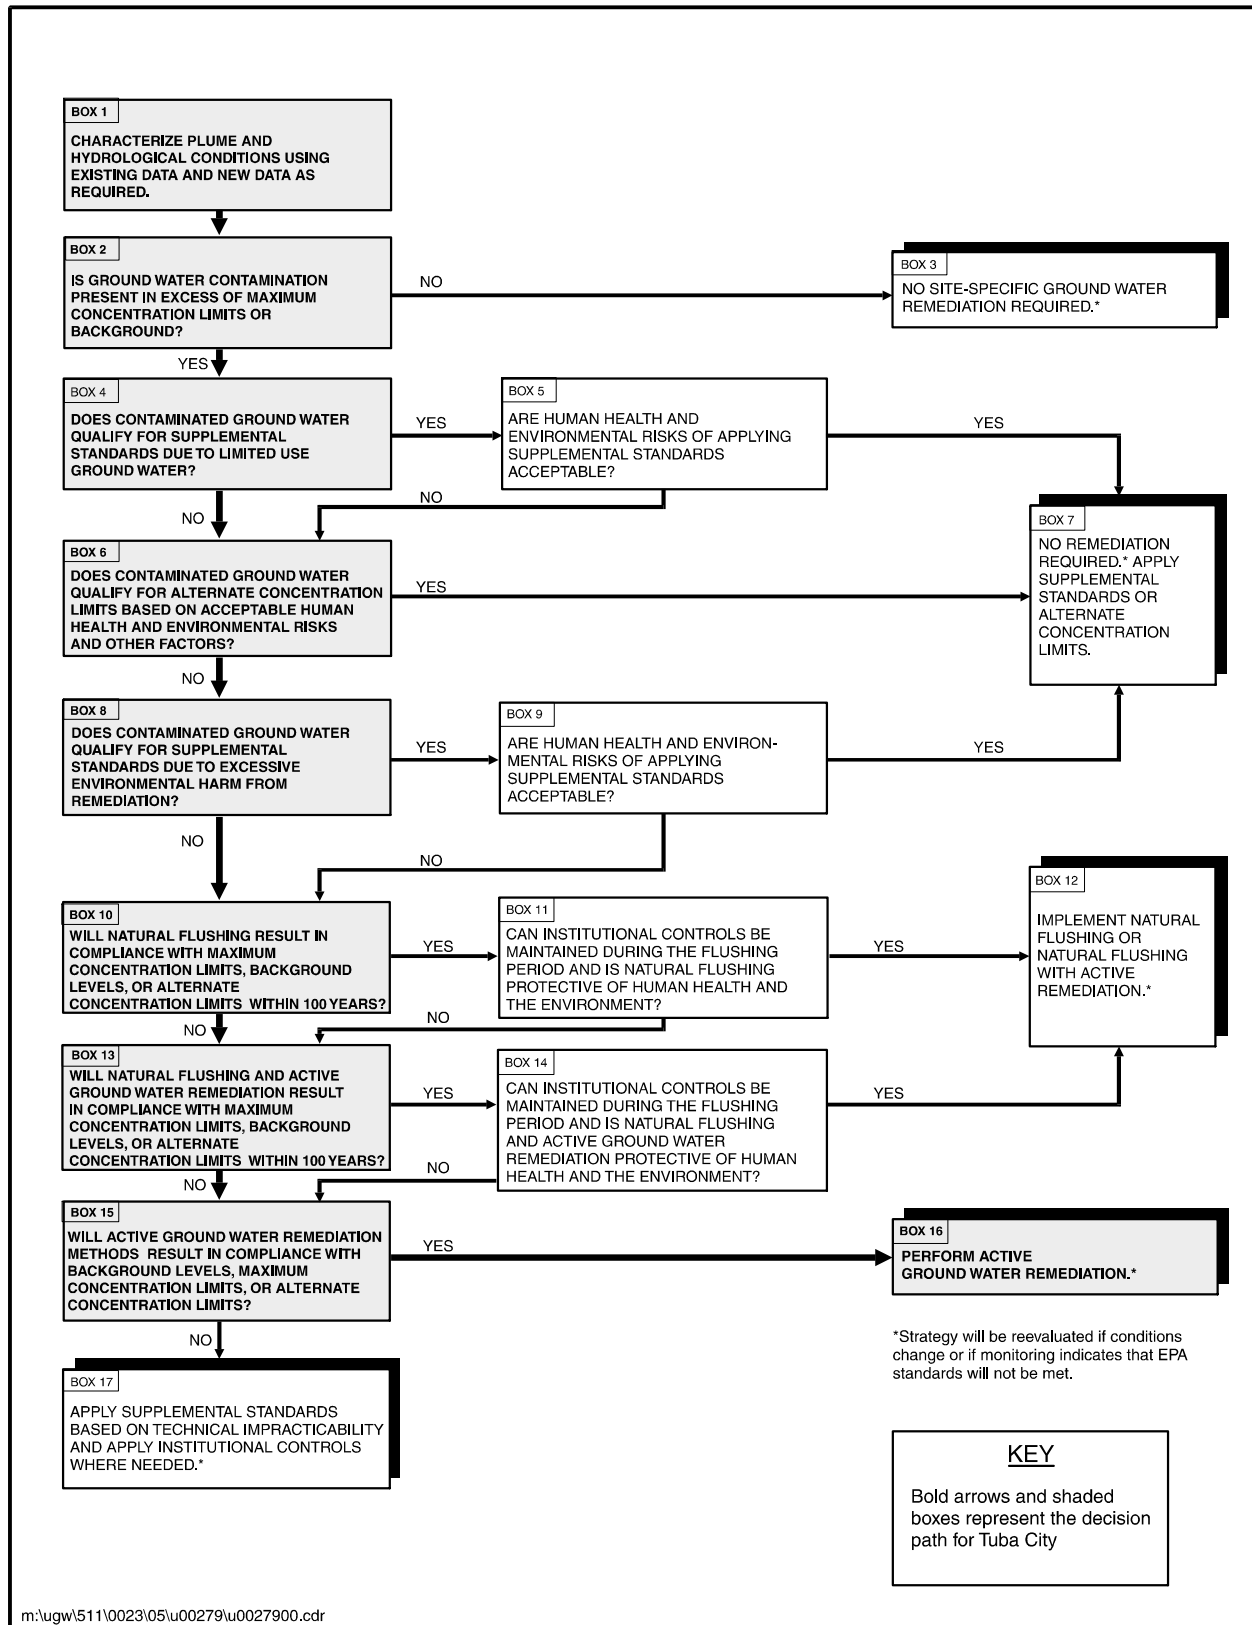 BOX 1
CHARACTERIZE PLUME AND
HYDROLOGICAL CONDITIONS USING
EXISTING DATA AND NEW DATA AS
REQUIRED.
BOX 2
IS GROUND WATER CONTAMINATION
PRESENT IN EXCESS OF MAXIMUM
CONCENTRATION LIMITS OR
BACKGROUND?
NO
BOX 3
NO SITE-SPECIFIC GROUND WATER
REMEDIATION REQUIRED.*
YES
BOX 4
DOES CONTAMINATED GROUND WATER
QUALIFY FOR SUPPLEMENTAL
STANDARDS DUE TO LIMITED USE
GROUND WATER?
YES
BOX 5
ARE HUMAN HEALTH AND
ENVIRONMENTAL RISKS OF APPLYING
SUPPLEMENTAL STANDARDS
ACCEPTABLE?
YES
NO
NO
BOX 6
DOES CONTAMINATED GROUND WATER
QUALIFY FOR ALTERNATE CONCENTRATION
LIMITS BASED ON ACCEPTABLE HUMAN
HEALTH AND ENVIRONMENTAL RISKS
AND OTHER FACTORS?
YES
BOX 7
NO REMEDIATION
REQUIRED.* APPLY
SUPPLEMENTAL
STANDARDS OR
ALTERNATE
CONCENTRATION
LIMITS.
NO
BOX 8
DOES CONTAMINATED GROUND WATER
QUALIFY FOR SUPPLEMENTAL
STANDARDS DUE TO EXCESSIVE
ENVIRONMENTAL HARM FROM
REMEDIATION?
YES
BOX 9
ARE HUMAN HEALTH AND ENVIRON-
MENTAL RISKS OF APPLYING
SUPPLEMENTAL STANDARDS
ACCEPTABLE?
YES
NO
NO
BOX 10
WILL NATURAL FLUSHING RESULT IN
COMPLIANCE WITH MAXIMUM
CONCENTRATION LIMITS, BACKGROUND
LEVELS, OR ALTERNATE
CONCENTRATION LIMITS WITHIN 100 YEARS?
YES
BOX 11
CAN INSTITUTIONAL CONTROLS BE
MAINTAINED DURING THE FLUSHING
PERIOD AND IS NATURAL FLUSHING
PROTECTIVE OF HUMAN HEALTH AND
THE ENVIRONMENT?
YES
BOX 12
IMPLEMENT NATURAL
FLUSHING OR
NATURAL FLUSHING
WITH ACTIVE
REMEDIATION.*
NO
NO
BOX 13
WILL NATURAL FLUSHING AND ACTIVE
GROUND WATER REMEDIATION RESULT
IN COMPLIANCE WITH MAXIMUM
CONCENTRATION LIMITS, BACKGROUND
LEVELS, OR ALTERNATE
CONCENTRATION LIMITS WITHIN 100 YEARS?
YES
BOX 14
CAN INSTITUTIONAL CONTROLS BE
MAINTAINED DURING THE FLUSHING
PERIOD AND IS NATURAL FLUSHING
AND ACTIVE GROUND WATER
REMEDIATION PROTECTIVE OF HUMAN
HEALTH AND THE ENVIRONMENT?
YES
NO
NO
BOX 15
WILL ACTIVE GROUND WATER REMEDIATION
METHODS RESULT IN COMPLIANCE WITH
BACKGROUND LEVELS, MAXIMUM
CONCENTRATION LIMITS, OR ALTERNATE
CONCENTRATION LIMITS?
YES
BOX 16
PERFORM ACTIVE
GROUND WATER REMEDIATION.*
NO
*Strategy will be reevaluated if conditions
change or if monitoring indicates that EPA
standards will not be met.
BOX 17
APPLY SUPPLEMENTAL STANDARDS
BASED ON TECHNICAL IMPRACTICABILITY
AND APPLY INSTITUTIONAL CONTROLS
WHERE NEEDED.*
KEY
Bold arrows and shaded
boxes represent the decision
path for Tuba City
m:\ugw\511\0023\05\u00279\u0027900.cdr